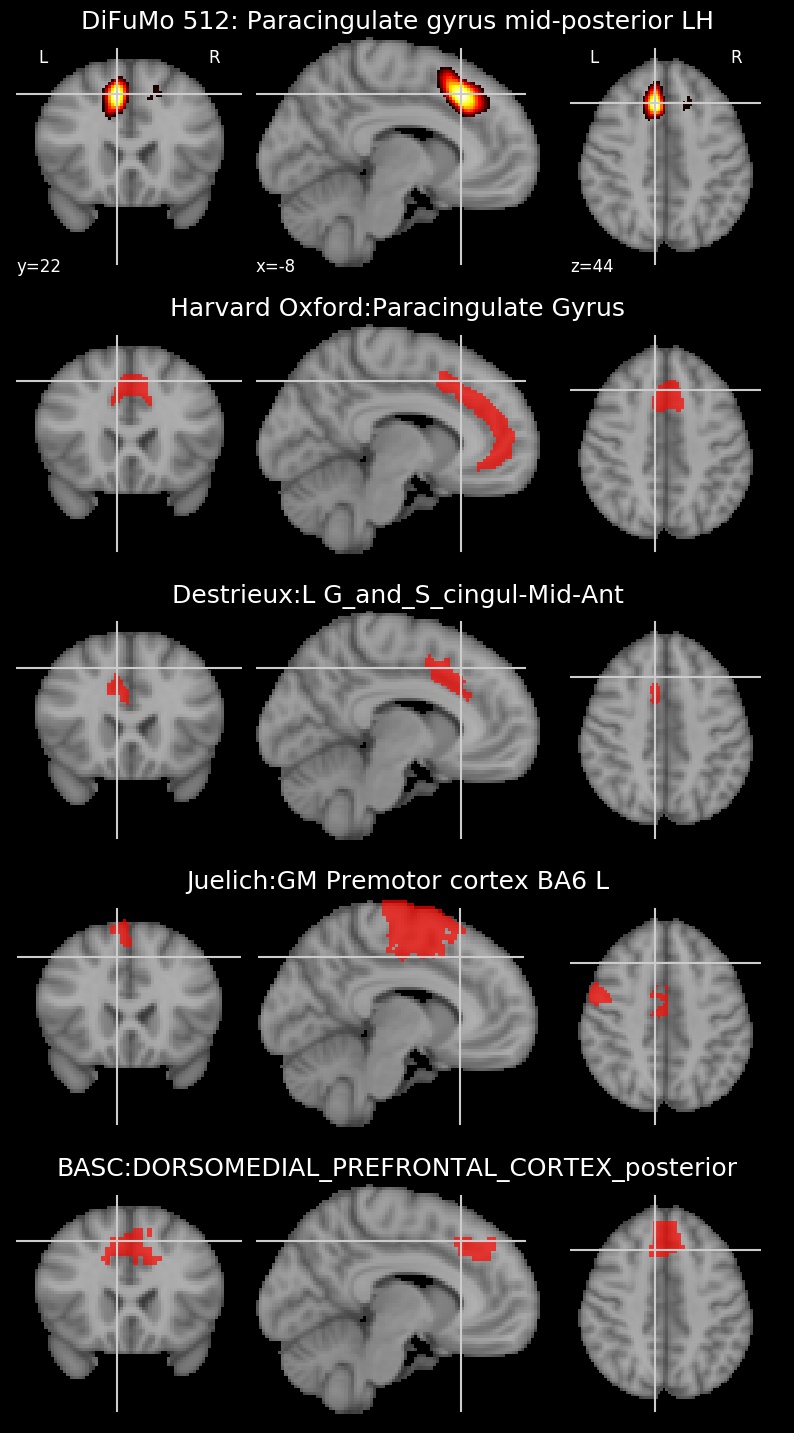 DiFuMo 512: Paracingulate gyrus mid-posterior LH
L R L R
y=22 x=-8 z=44
Harvard Oxford:Paracingulate Gyrus
Destrieux:L G_and_S_cingul-Mid-Ant
Juelich:GM Premotor cortex BA6 L
BASC:DORSOMEDIAL_PREFRONTAL_CORTEX_posterior